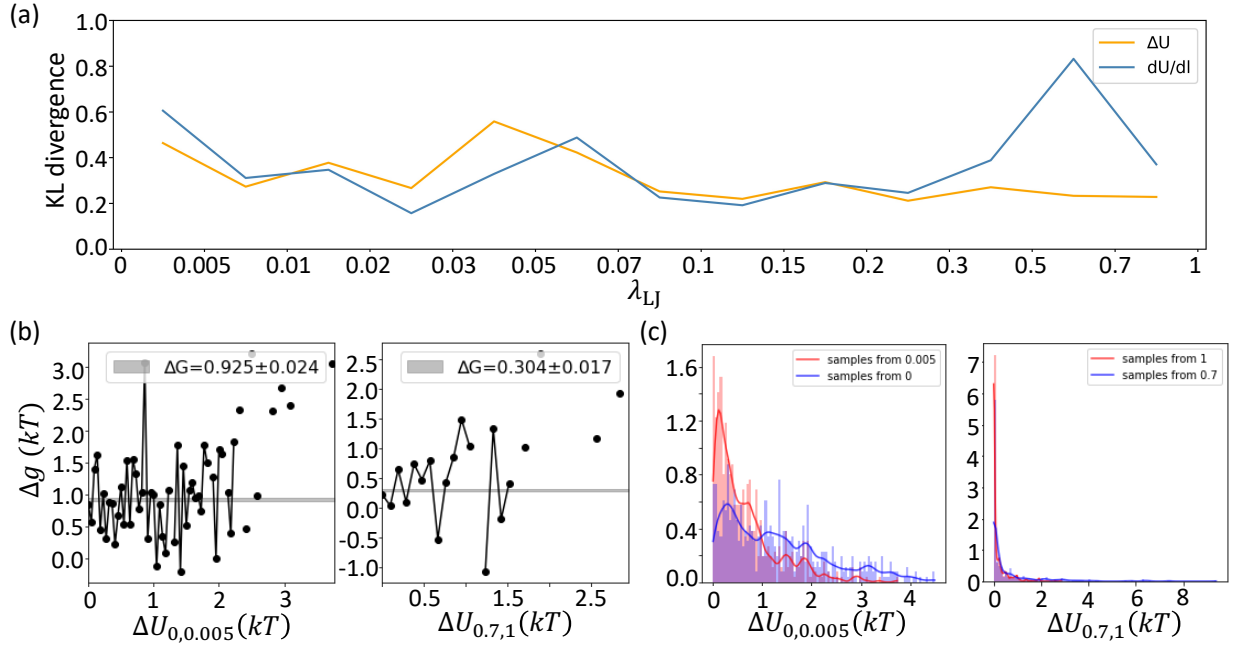 (a)
1.0
0.8
0.6
0.4
0.2
0.0
KL divergence
ΔU
dU/dl
0 0.005 0.01 0.02 0.03 0.05 0.07 0.1 0.15 0.2 0.3 0.5 0.7 1
λ_LJ
(b)
3.0
2.5
2.0
1.5
1.0
0.5
0.0
Δg (kT)
ΔG=0.925±0.024
0 1 2 3
ΔU_0,0.005(kT)
2.5
2.0
1.5
1.0
0.5
0.0
-0.5
-1.0
ΔG=0.304±0.017
0.5 1.5 2.5
ΔU_0.7,1(kT)
(c)
1.6
1.2
0.8
0.4
0.0
samples from 0.005
samples from 0
0 1 2 3 4
ΔU_0,0.005(kT)
7
6
5
4
3
2
1
0
samples from 1
samples from 0.7
0 2 4 6 8
ΔU_0.7,1(kT)